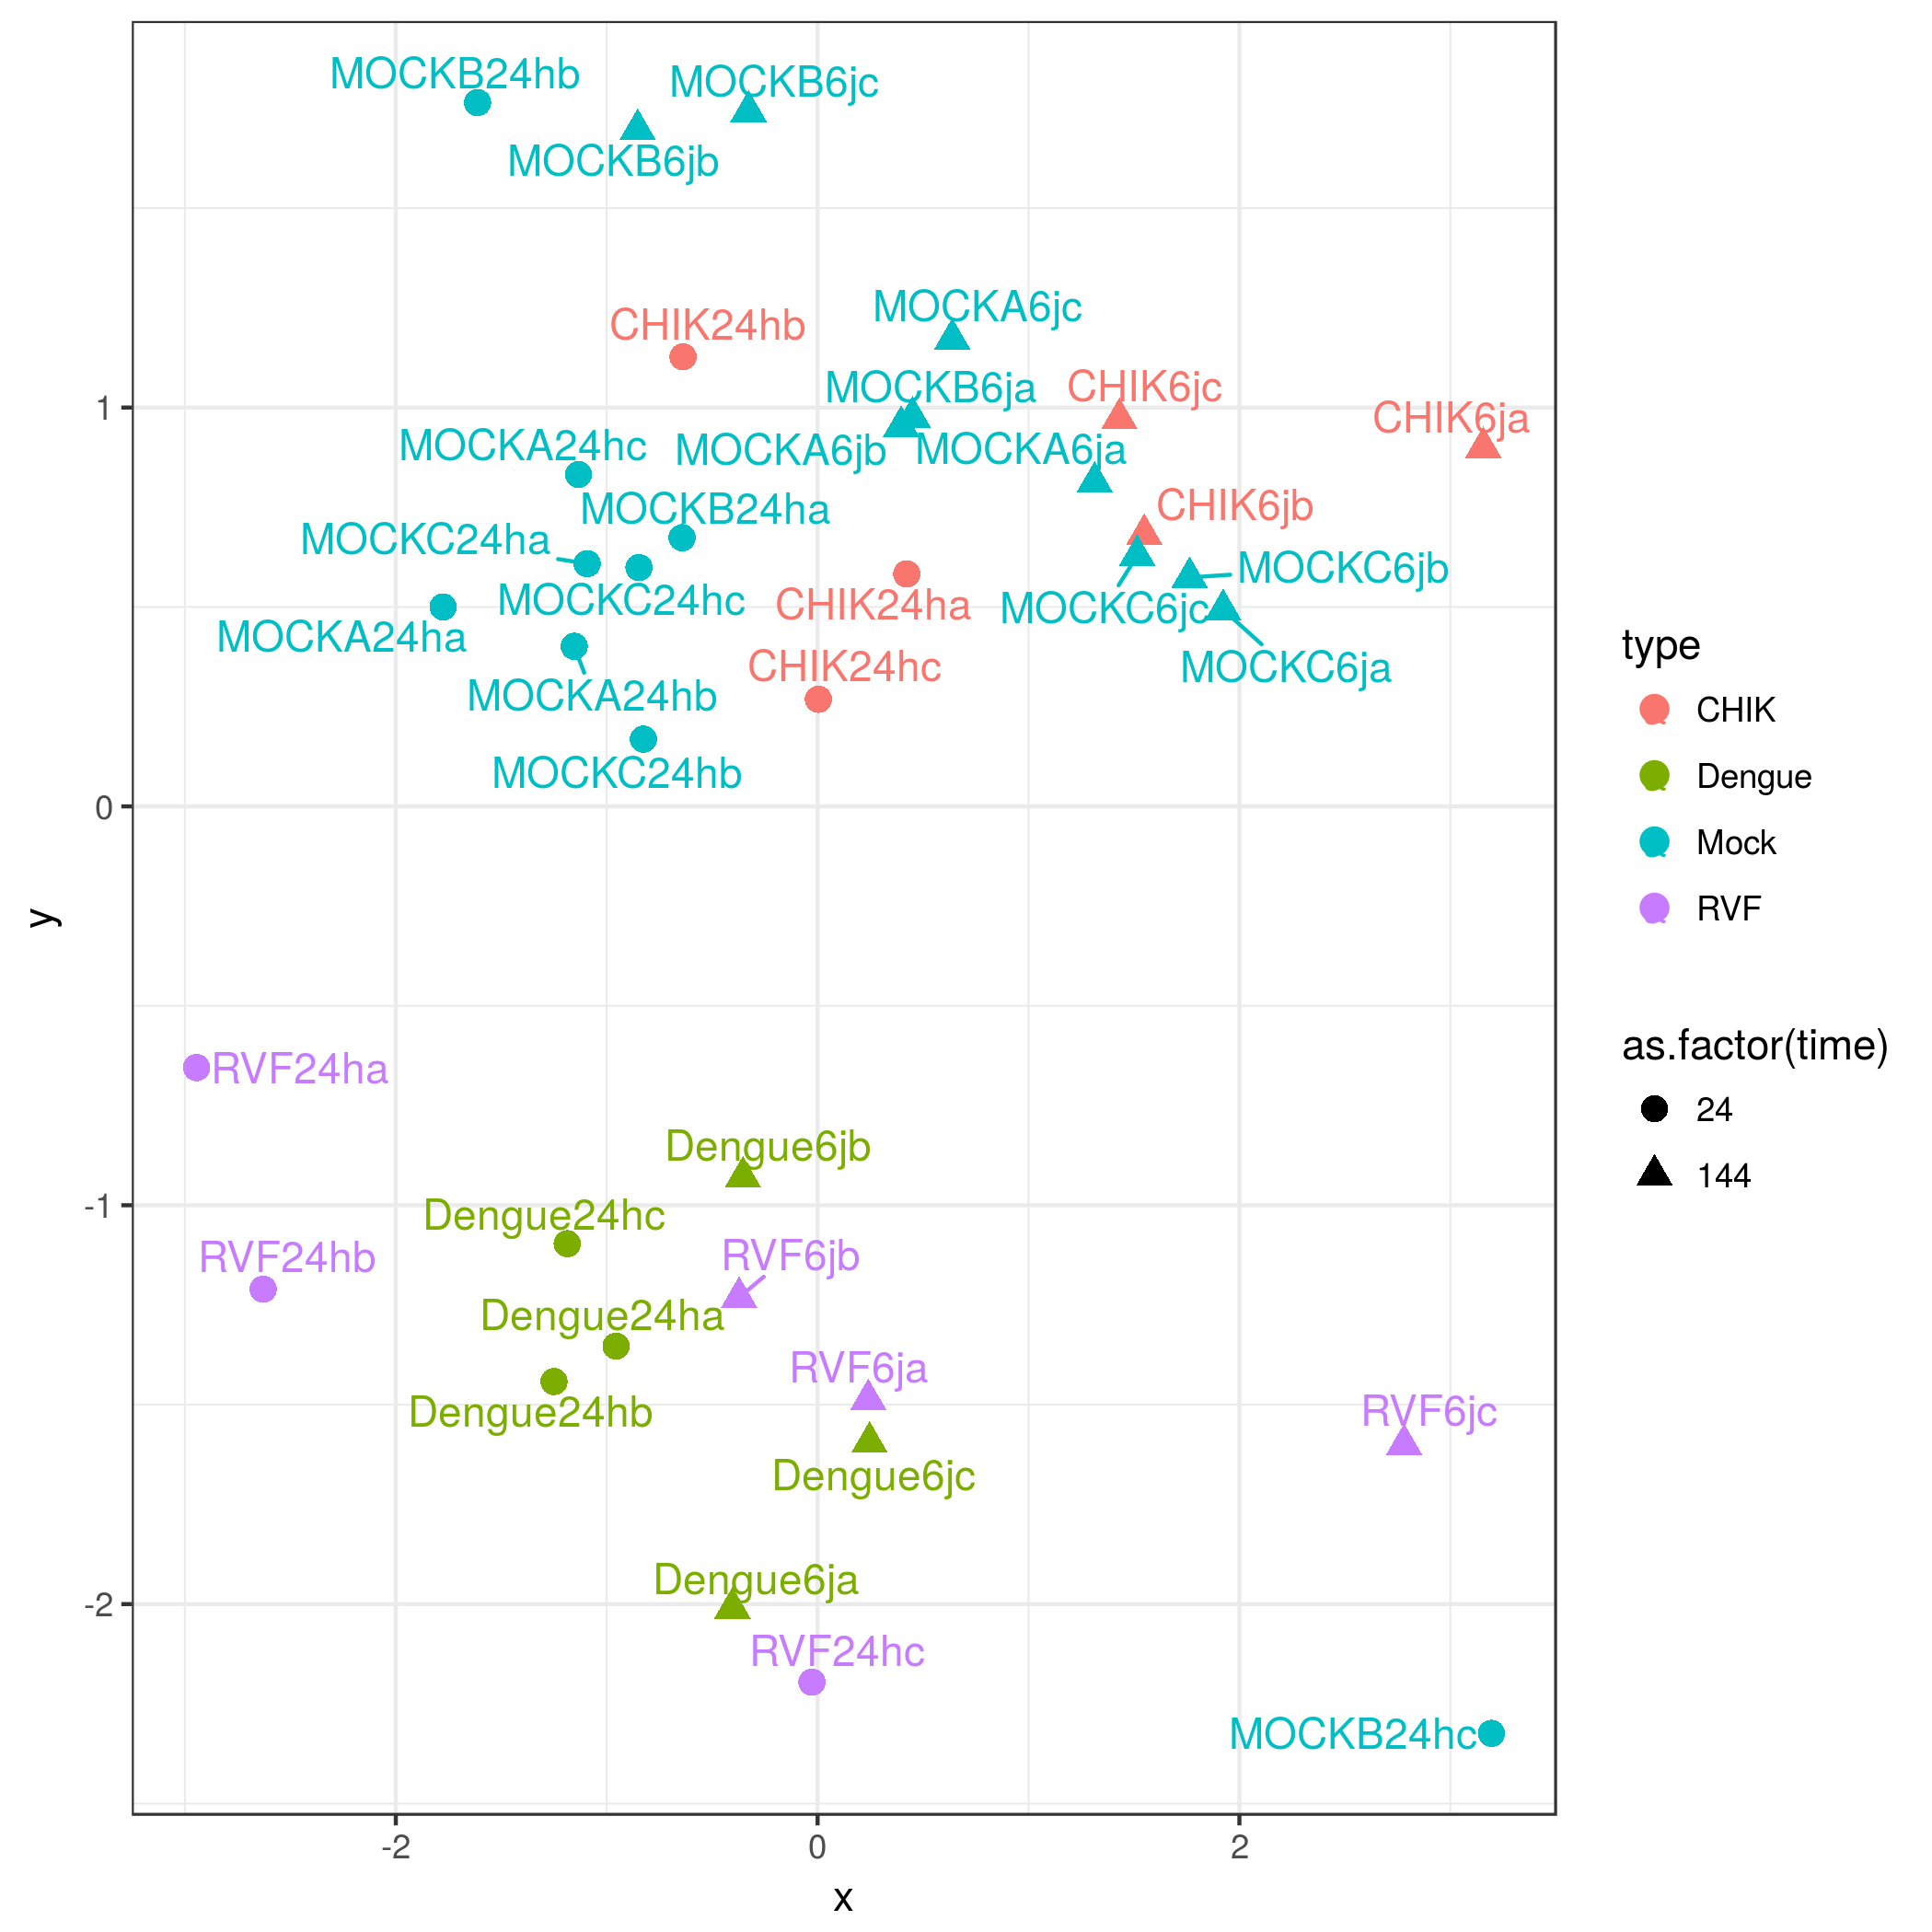 MOCKB24hb
MOCKB6jc
MOCKB6jb
MOCKA6jc
CHIK24hb
MOCKB6ja
CHIK6jc
CHIK6ja
MOCKA24hc
MOCKA6jb
MOCKA6ja
MOCKB24ha
CHIK6jb
MOCKC24ha
MOCKC6jb
MOCKC24hc
CHIK24ha
MOCKC6jc
MOCKA24ha
CHIK24hc
MOCKC6ja
MOCKA24hb
MOCKC24hb
RVF24ha
Dengue6jb
Dengue24hc
RVF24hb
RVF6jb
Dengue24ha
RVF6ja
Dengue24hb
RVF6jc
Dengue6jc
Dengue6ja
RVF24hc
MOCKB24hc
1
0
-1
-2
y
-2
0
2
x
type
CHIK
Dengue
Mock
RVF
as.factor(time)
24
144